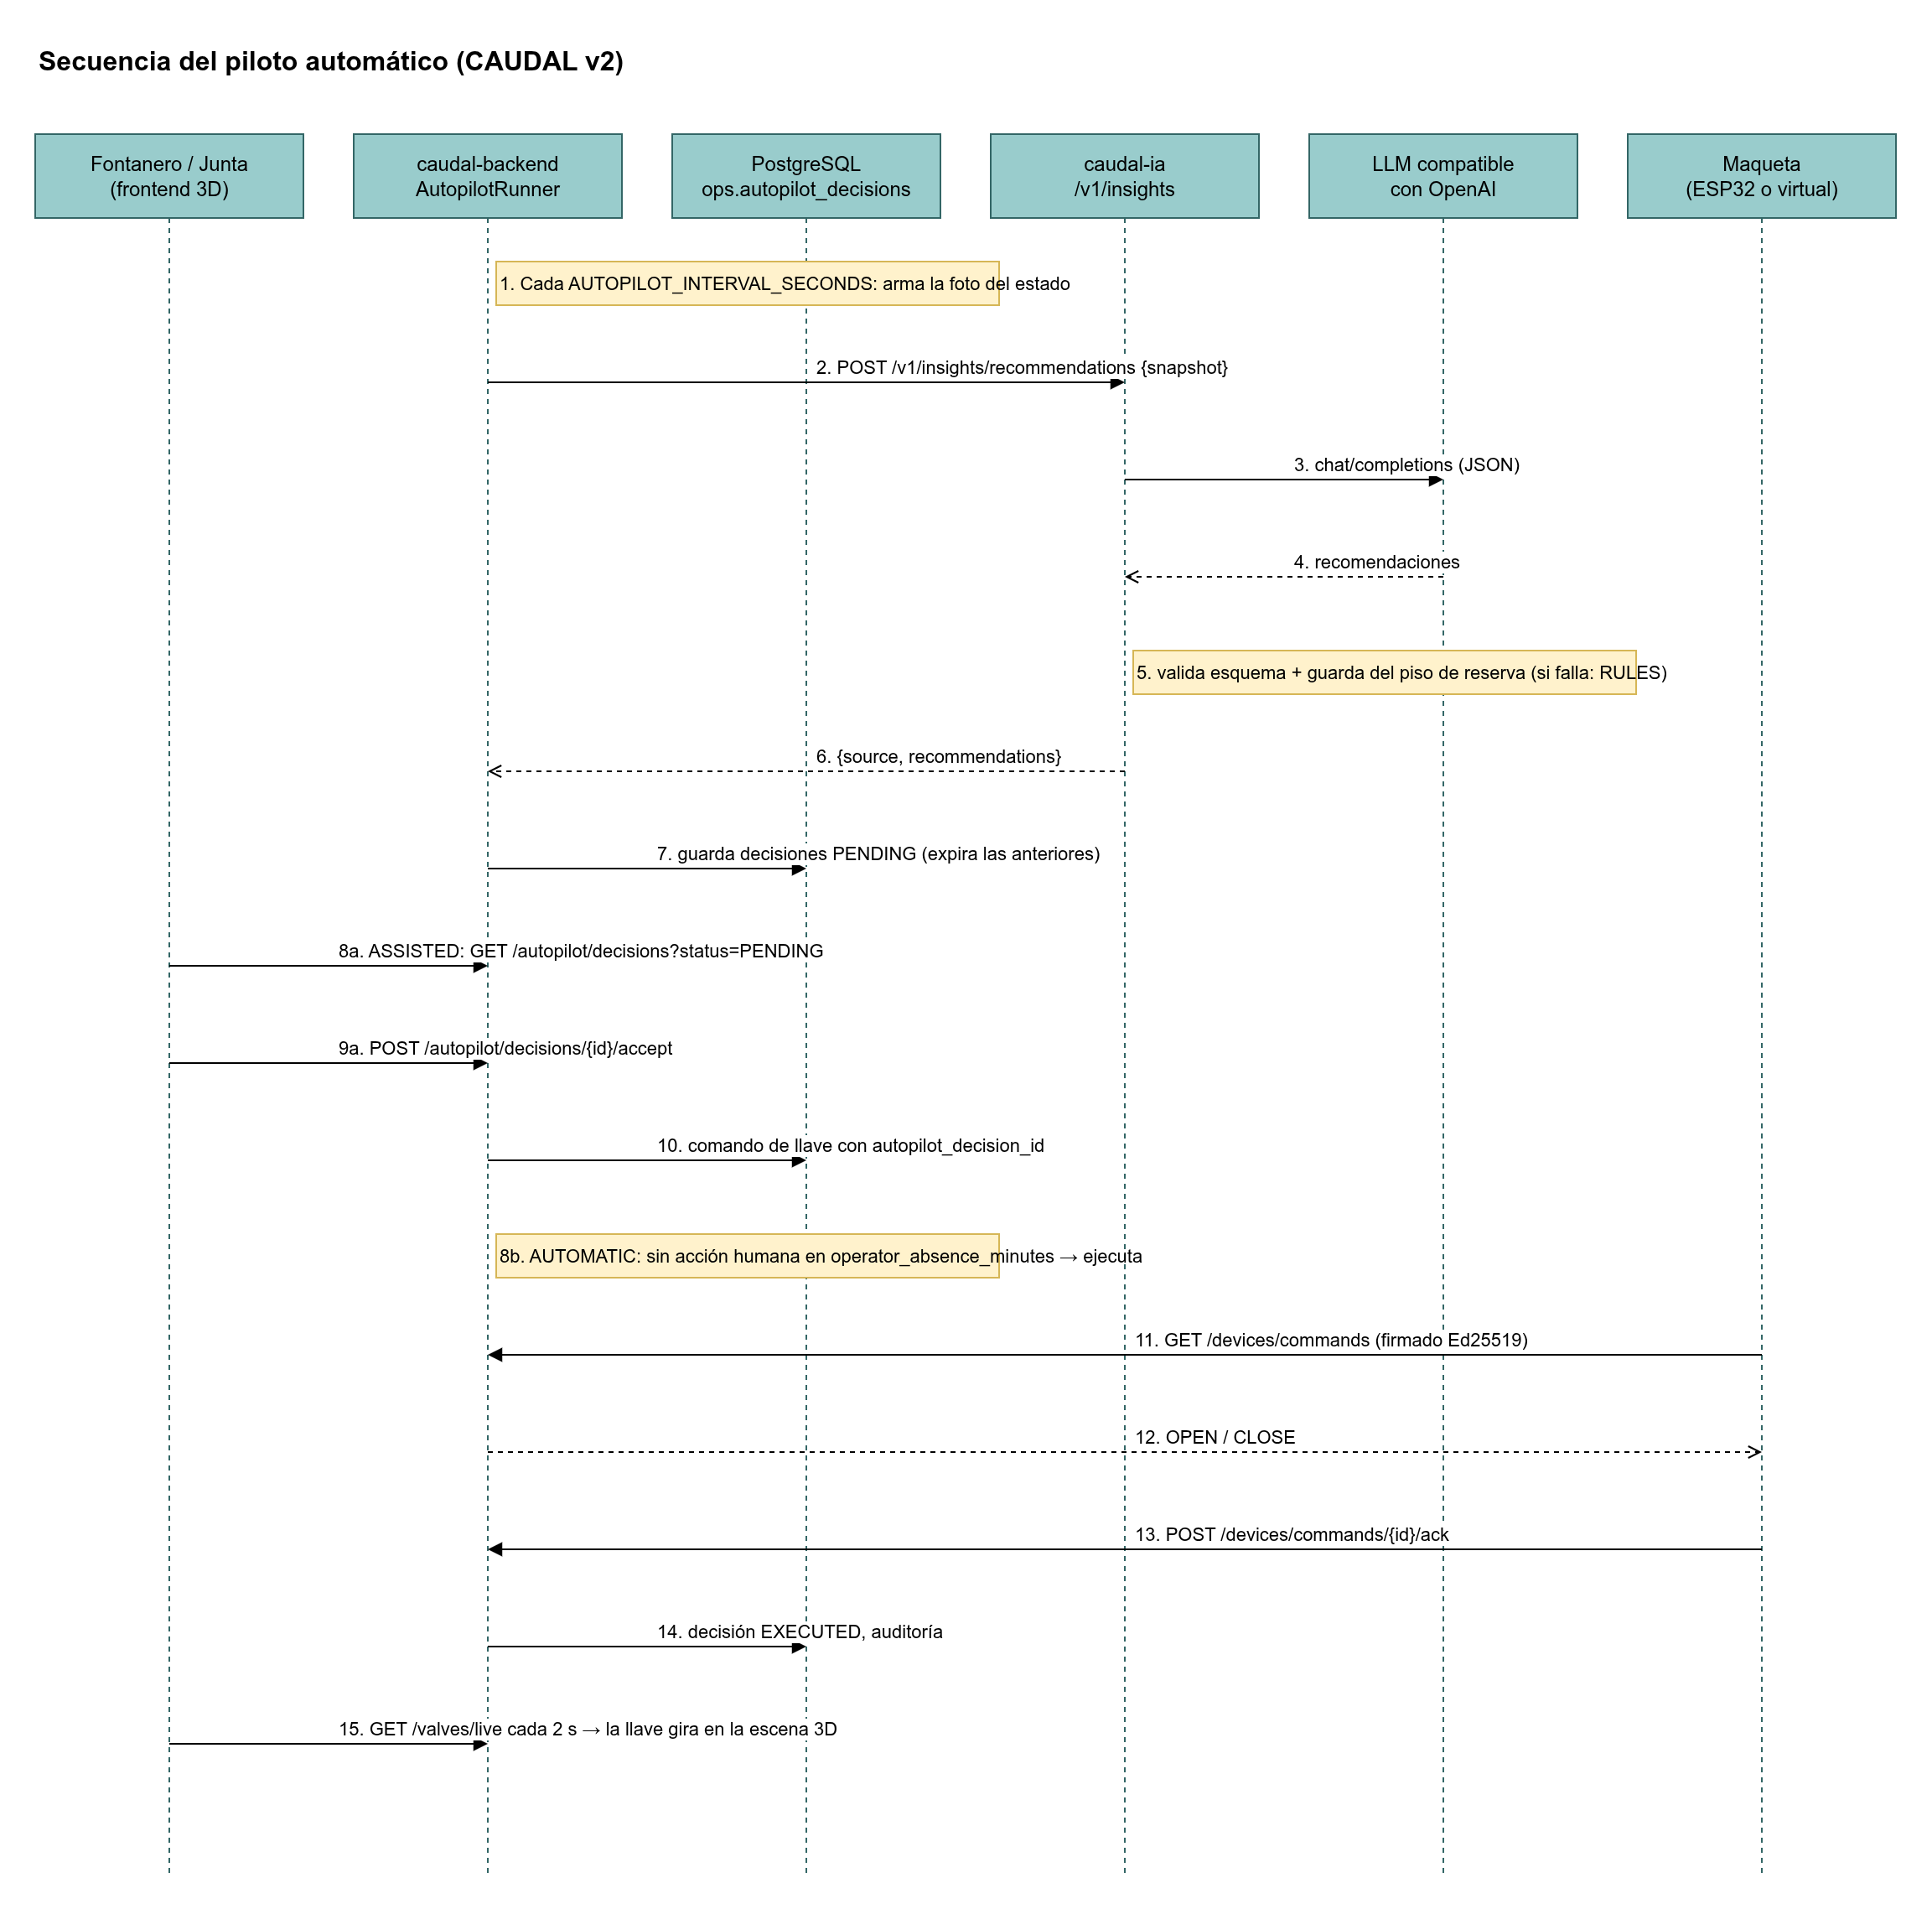 Secuencia del piloto automático (CAUDAL v2)
Fontanero / Junta
(frontend 3D)
caudal-backend
AutopilotRunner
PostgreSQL
ops.autopilot_decisions
caudal-ia
/v1/insights
LLM compatible
con OpenAI
Maqueta
(ESP32 o virtual)
1. Cada AUTOPILOT_INTERVAL_SECONDS: arma la foto del estado
2. POST /v1/insights/recommendations {snapshot}
3. chat/completions (JSON)
4. recomendaciones
5. valida esquema + guarda del piso de reserva (si falla: RULES)
6. {source, recommendations}
7. guarda decisiones PENDING (expira las anteriores)
8a. ASSISTED: GET /autopilot/decisions?status=PENDING
9a. POST /autopilot/decisions/{id}/accept
10. comando de llave con autopilot_decision_id
8b. AUTOMATIC: sin acción humana en operator_absence_minutes → ejecuta
11. GET /devices/commands (firmado Ed25519)
12. OPEN / CLOSE
13. POST /devices/commands/{id}/ack
14. decisión EXECUTED, auditoría
15. GET /valves/live cada 2 s → la llave gira en la escena 3D